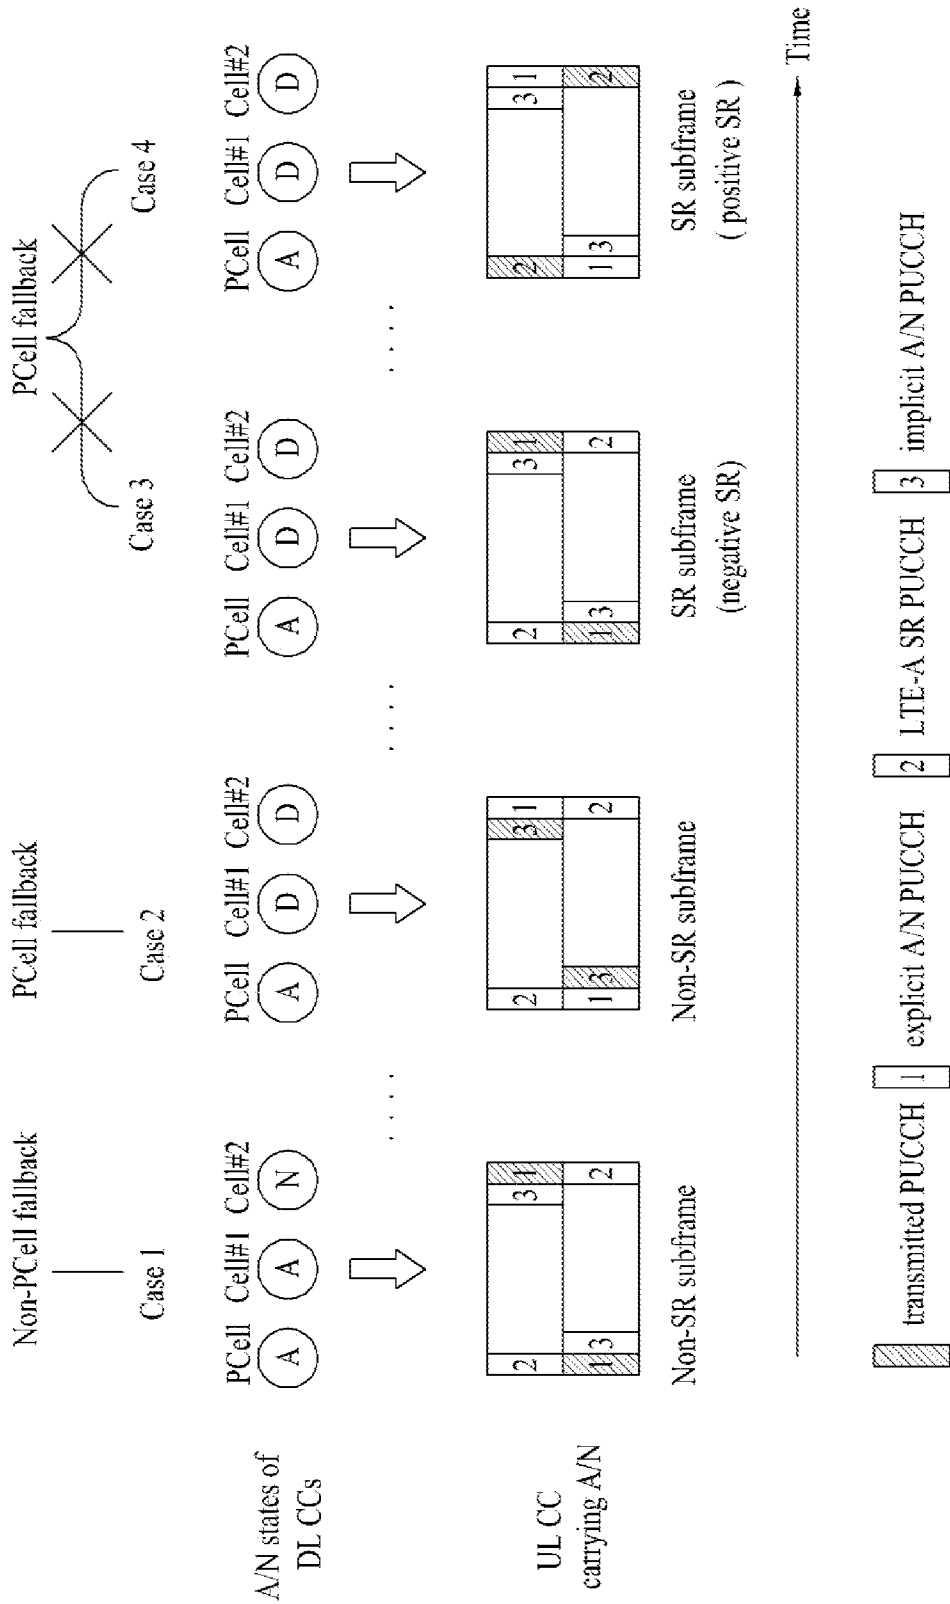 Non-PCell fallback
PCell fallback
PCell fallback
Case 1
Case 2
Case 3
Case 4
A/N states of
DL CCs
PCell Cell#1 Cell#2
A A N
PCell Cell#1 Cell#2
A D D
PCell Cell#1 Cell#2
A D D
PCell Cell#1 Cell#2
A D D
UL CC
carrying A/N
2 3 1
1 3 2
2 3 1
1 3 2
2 3 1
1 3 2
2 3 1
1 3 2
Non-SR subframe
Non-SR subframe
SR subframe
(negative SR)
SR subframe
( positive SR )
Time
transmitted PUCCH
1 explicit A/N PUCCH
2 LTE-A SR PUCCH
3 implicit A/N PUCCH